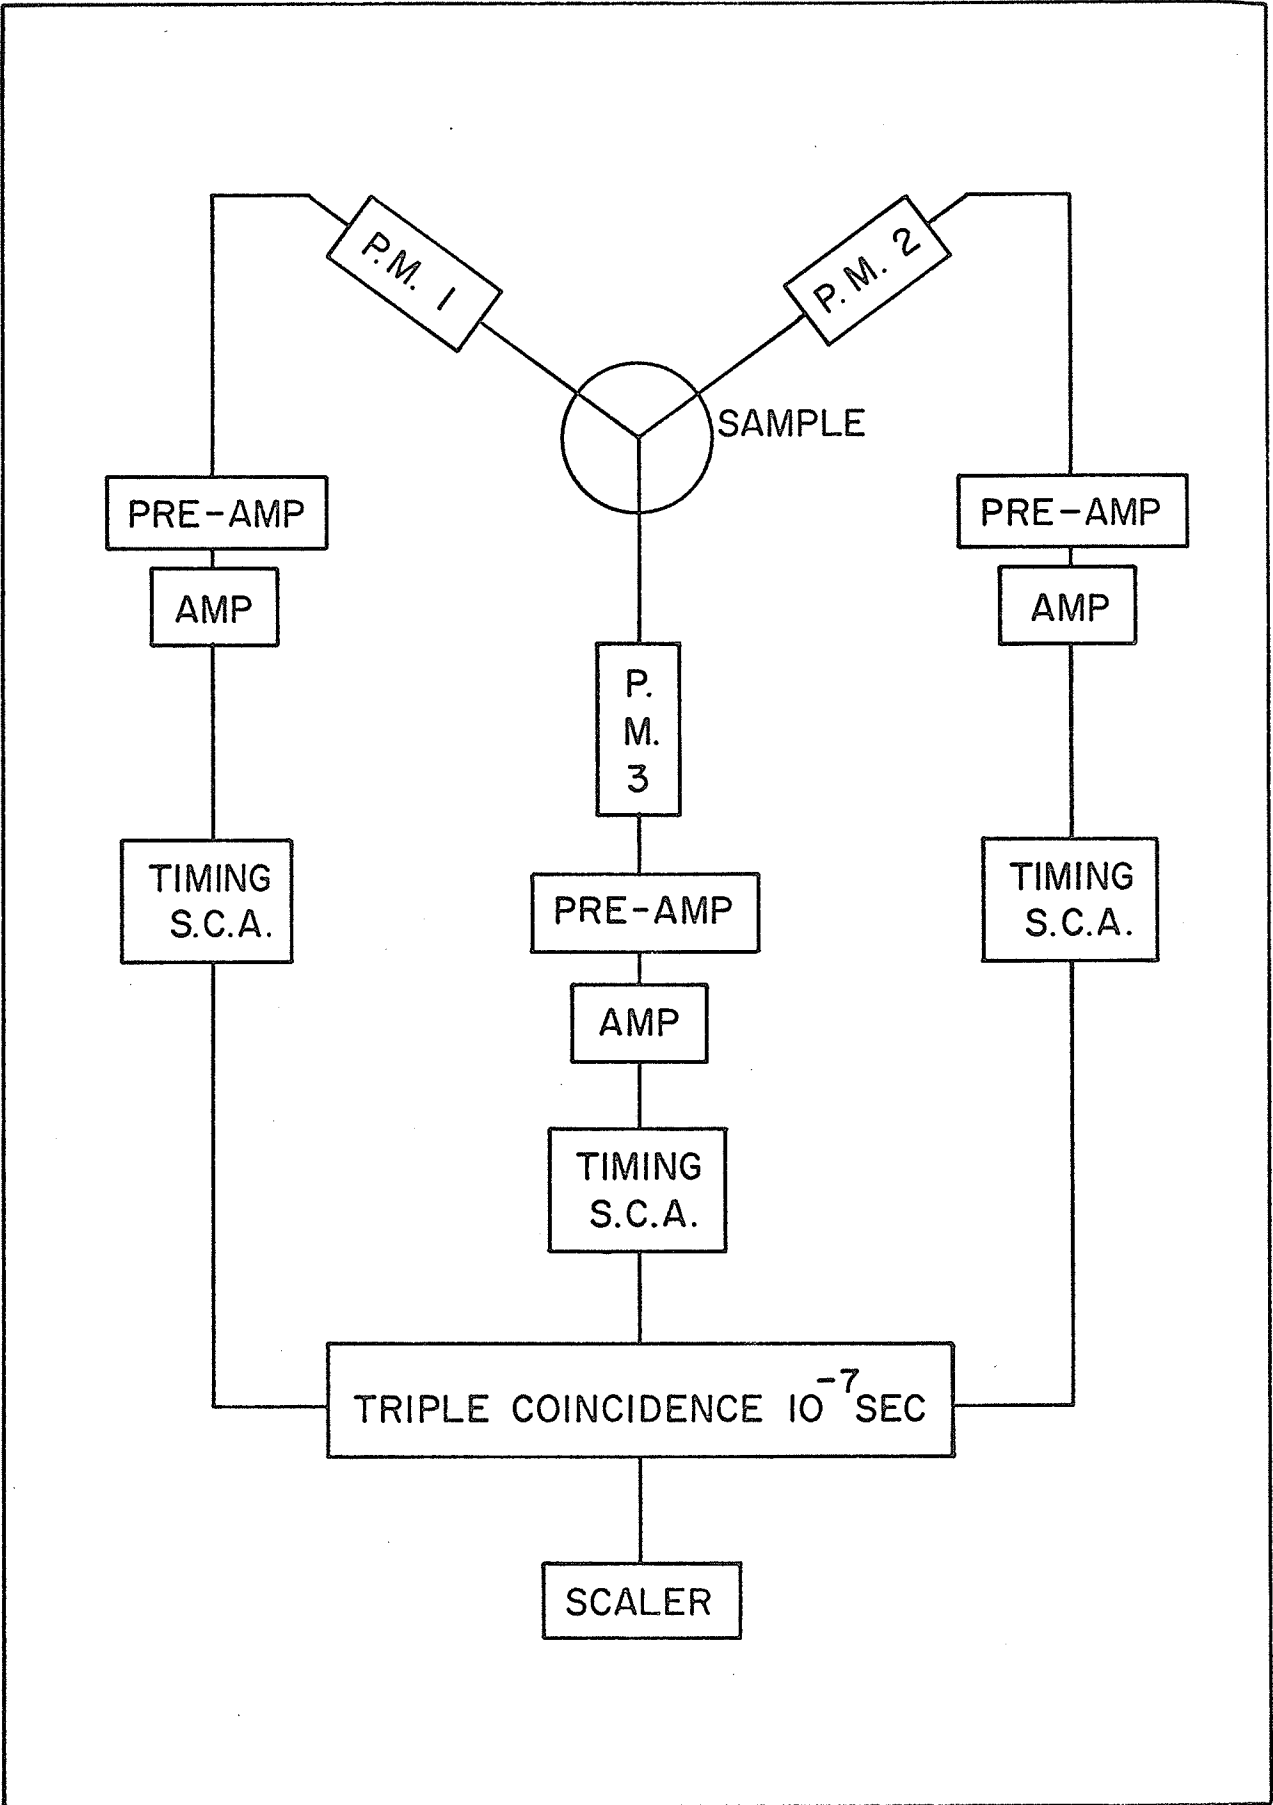 P.M. 1
P.M. 2
SAMPLE
PRE-AMP
PRE-AMP
AMP
AMP
P.
M.
3
TIMING
S.C.A.
TIMING
S.C.A.
PRE-AMP
AMP
TIMING
S.C.A.
TRIPLE COINCIDENCE 10⁻⁷ SEC
SCALER